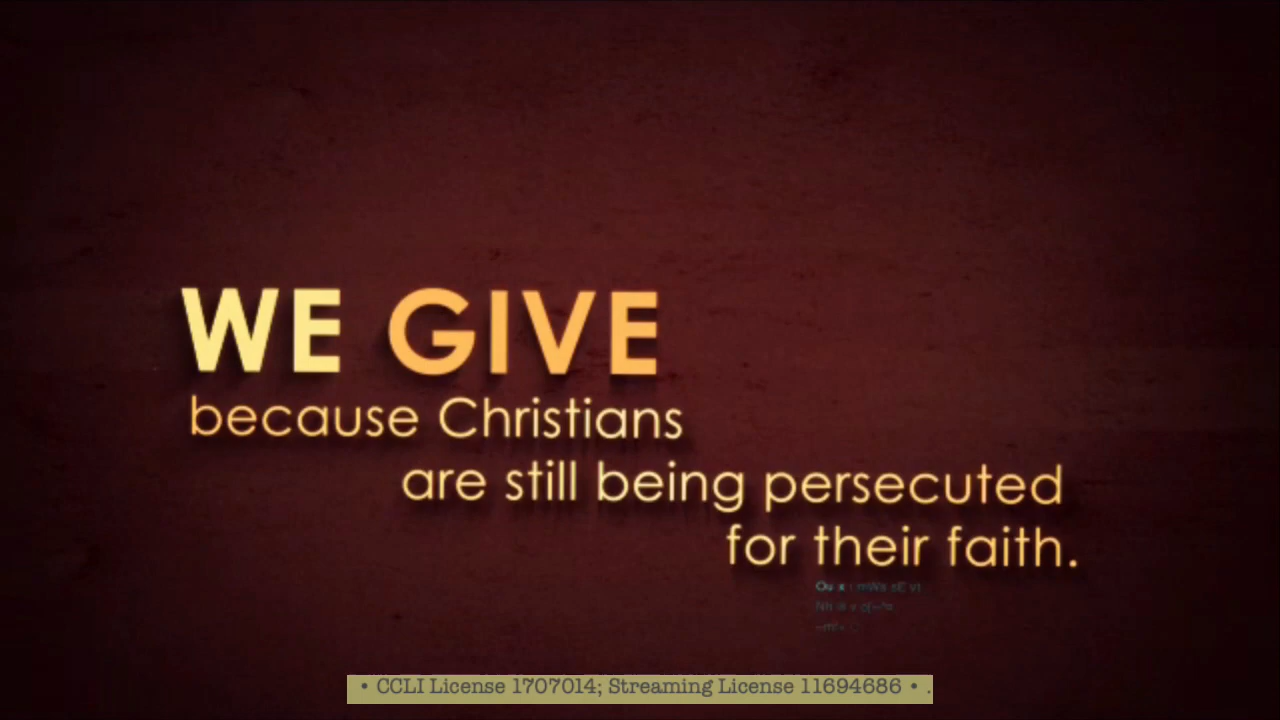 WE GIVE
because Christians
are still being persecuted
for their faith.
• CCLI License 1707014; Streaming License 11694686 • .